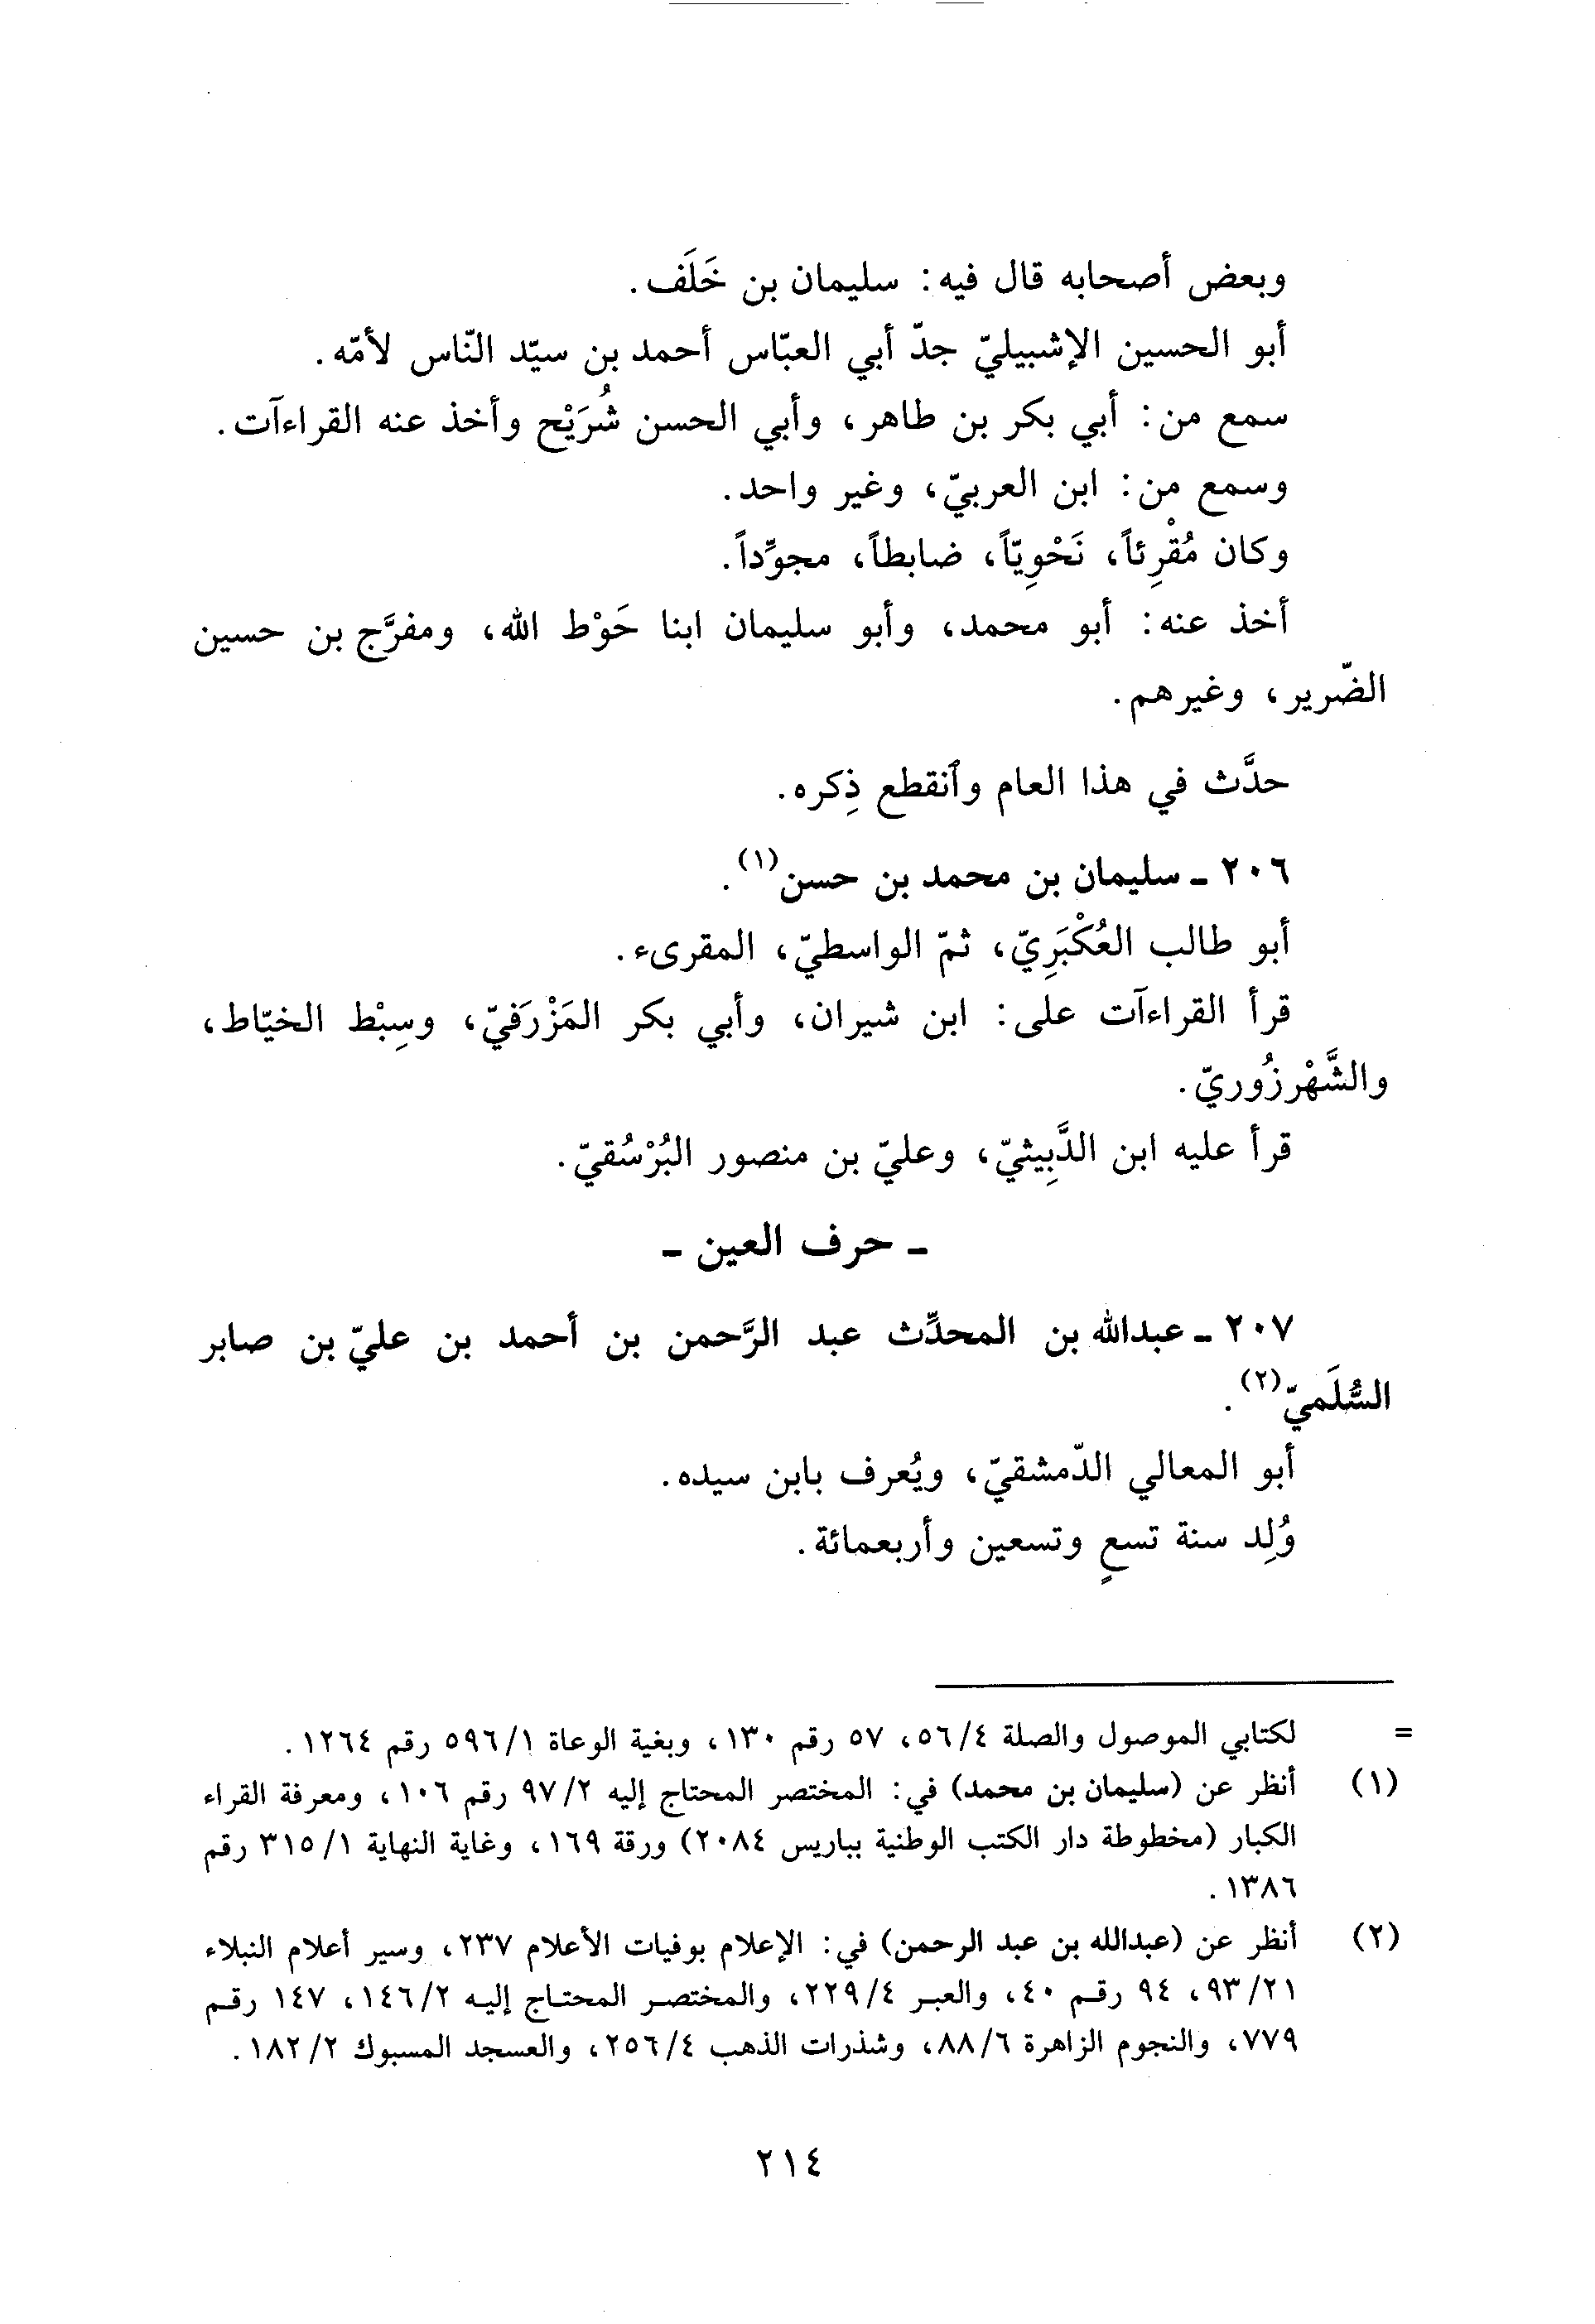 وبعض أصحابه قال فيه: سليمان بن خَلَف.
أبو الحسين الإشبيليّ جدّ أبي العبّاس أحمد بن سيّد النّاس لأمّه.
سمع من: أبي بكر بن طاهر، وأبي الحسن شُرَيْح وأخذ عنه القراءآت.
وسمع من: ابن العربيّ، وغير واحد.
وكان مُقْرِئاً، نَحْوِيّاً، ضابطاً، مجوِّداً.
أخذ عنه: أبو محمد، وأبو سليمان ابنا حَوْط الله، ومفرَّج بن حسين
الضّرير، وغيرهم.
حدَّث في هذا العام وٱنقطع ذِكره.
٢٠٦ ـ سليمان بن محمد بن حسن(١).
أبو طالب العُكْبَرِيّ، ثمّ الواسطيّ، المقرىء.
قرأ القراءآت على: ابن شيران، وأبي بكر المَزْرَفيّ، وسِبْط الخيّاط،
والشَّهْرزُوريّ.
قرأ عليه ابن الدَّبِيثيّ، وعليّ بن منصور البُرْسُقيّ.
ـ حرف العين ـ
٢٠٧ ـ عبدالله بن المحدِّث عبد الرَّحمن بن أحمد بن عليّ بن صابر
السُّلَميّ(٢).
أبو المعالي الدّمشقيّ، ويُعرف بابن سيده.
وُلِد سنة تسعٍ وتسعين وأربعمائة.
= لكتابي الموصول والصلة ٤/ ٥٦، ٥٧ رقم ١٣٠، وبغية الوعاة ١/ ٥٩٦ رقم ١٢٦٤.
(١) أنظر عن (سليمان بن محمد) في: المختصر المحتاج إليه ٢/ ٩٧ رقم ١٠٦، ومعرفة القراء
الكبار (مخطوطة دار الكتب الوطنية بباريس ٢٠٨٤) ورقة ١٦٩، وغاية النهاية ١/ ٣١٥ رقم
١٣٨٦.
(٢) أنظر عن (عبدالله بن عبد الرحمن) في: الإعلام بوفيات الأعلام ٢٣٧، وسير أعلام النبلاء
٢١/ ٩٣، ٩٤ رقم ٤٠، والعبر ٤/ ٢٢٩، والمختصر المحتاج إليه ٢/ ١٤٦، ١٤٧ رقم
٧٧٩، والنجوم الزاهرة ٦/ ٨٨، وشذرات الذهب ٤/ ٢٥٦، والعسجد المسبوك ٢/ ١٨٢.
٢١٤